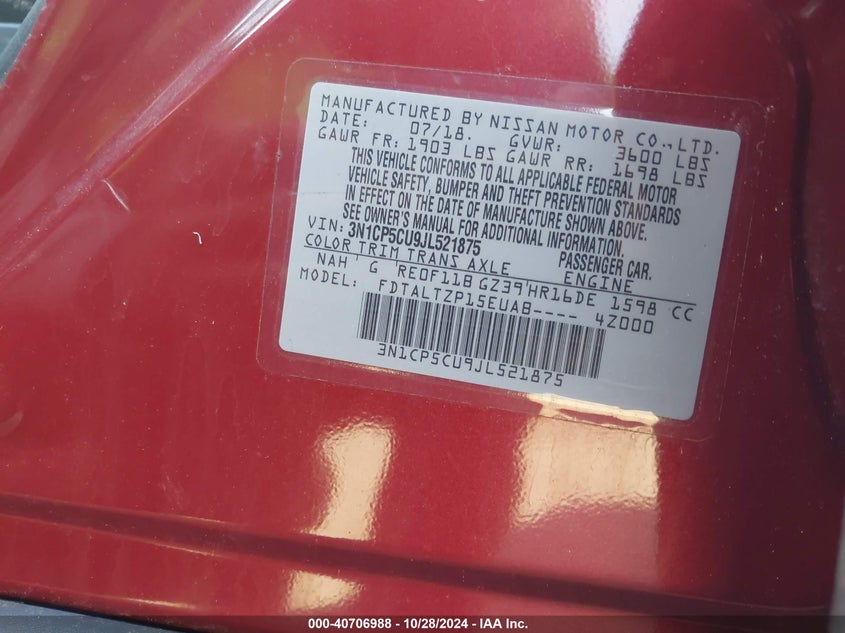 MANUFACTURED BY NISSAN MOTOR CO.,LTD.
DATE: 07/18. GVWR: 3600 LBS
GAWR FR: 1903 LBS GAWR RR: 1698 LBS
THIS VEHICLE CONFORMS TO ALL APPLICABLE FEDERAL MOTOR
VEHICLE SAFETY, BUMPER AND THEFT PREVENTION STANDARDS
IN EFFECT ON THE DATE OF MANUFACTURE SHOWN ABOVE.
SEE OWNER'S MANUAL FOR ADDITIONAL INFORMATION.
VIN: 3N1CP5CU9JL521875 PASSENGER CAR.
COLOR TRIM TRANS AXLE ENGINE
NAH ' G RE0F11B GZ39'HR16DE 1598 CC
MODEL: FDTALTZP15EUAB---- 4Z000
3N1CP5CU9JL521875
000-40706988 - 10/28/2024 - IAA Inc.